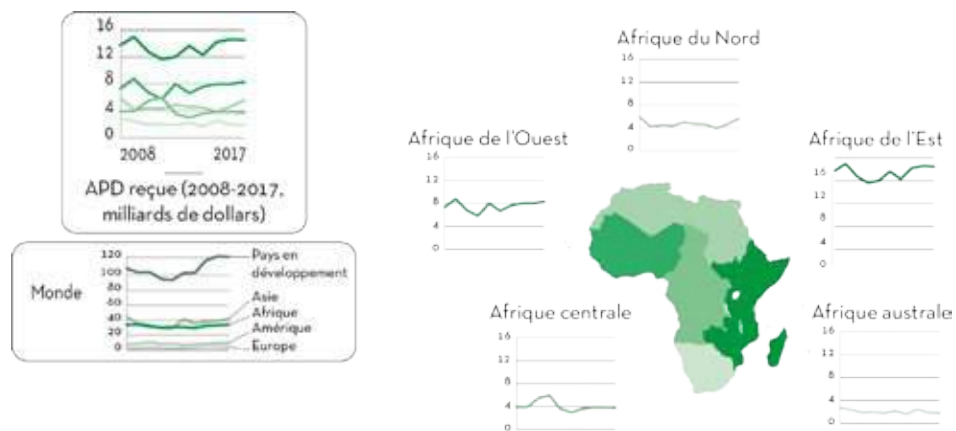 16
12
8
4
0
2008 2017
APD reçue (2008-2017,
milliards de dollars)
Monde
120
100
80
60
40
20
0
Pays en
développement
Asie
Afrique
Amérique
Europe
Afrique du Nord
16
12
8
4
0
Afrique de l'Ouest
16
12
8
4
0
Afrique de l'Est
16
12
8
4
0
Afrique centrale
16
12
8
4
0
Afrique australe
16
12
8
4
0